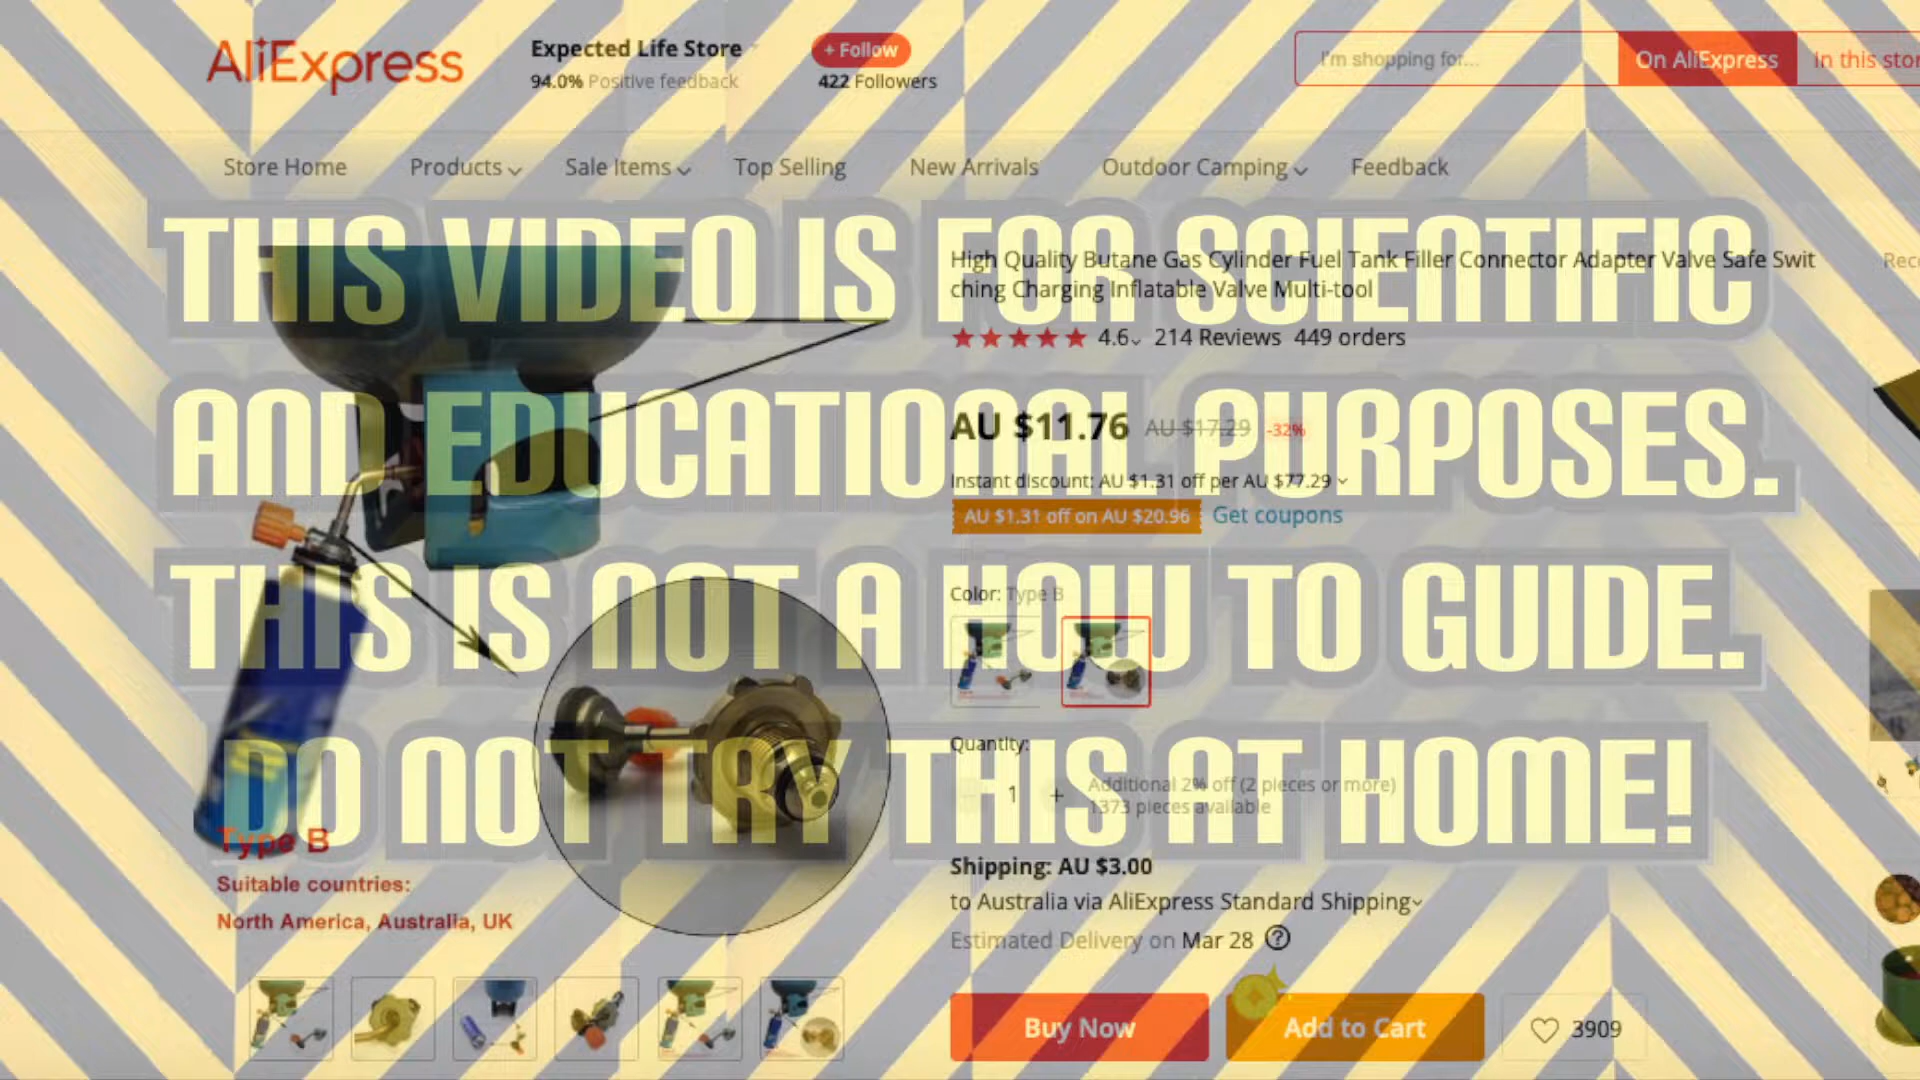 AliExpress
Expected Life Store
94.0% Positive feedback
+ Follow
422 Followers
I'm shopping for...
On AliExpress
In this stor
Store Home
Products
Sale Items
Top Selling
New Arrivals
Outdoor Camping
Feedback
THIS VIDEO IS FOR SCIENTIFIC
AND EDUCATIONAL PURPOSES.
THIS IS NOT A HOW TO GUIDE.
DO NOT TRY THIS AT HOME!
High Quality Butane Gas Cylinder Fuel Tank Filler Connector Adapter Valve Safe Swit
ching Charging Inflatable Valve Multi-tool
Rec
4.6 214 Reviews 449 orders
AU $11.76 AU $17.29 -32%
Instant discount: AU $1.31 off per AU $77.29
AU $1.31 off on AU $20.96 Get coupons
Color: Type B
Quantity:
1 +
Additional 2% off (2 pieces or more)
1373 pieces available
Type B
Suitable countries:
North America, Australia, UK
Shipping: AU $3.00
to Australia via AliExpress Standard Shipping
Estimated Delivery on Mar 28 ?
Buy Now
Add to Cart
3909